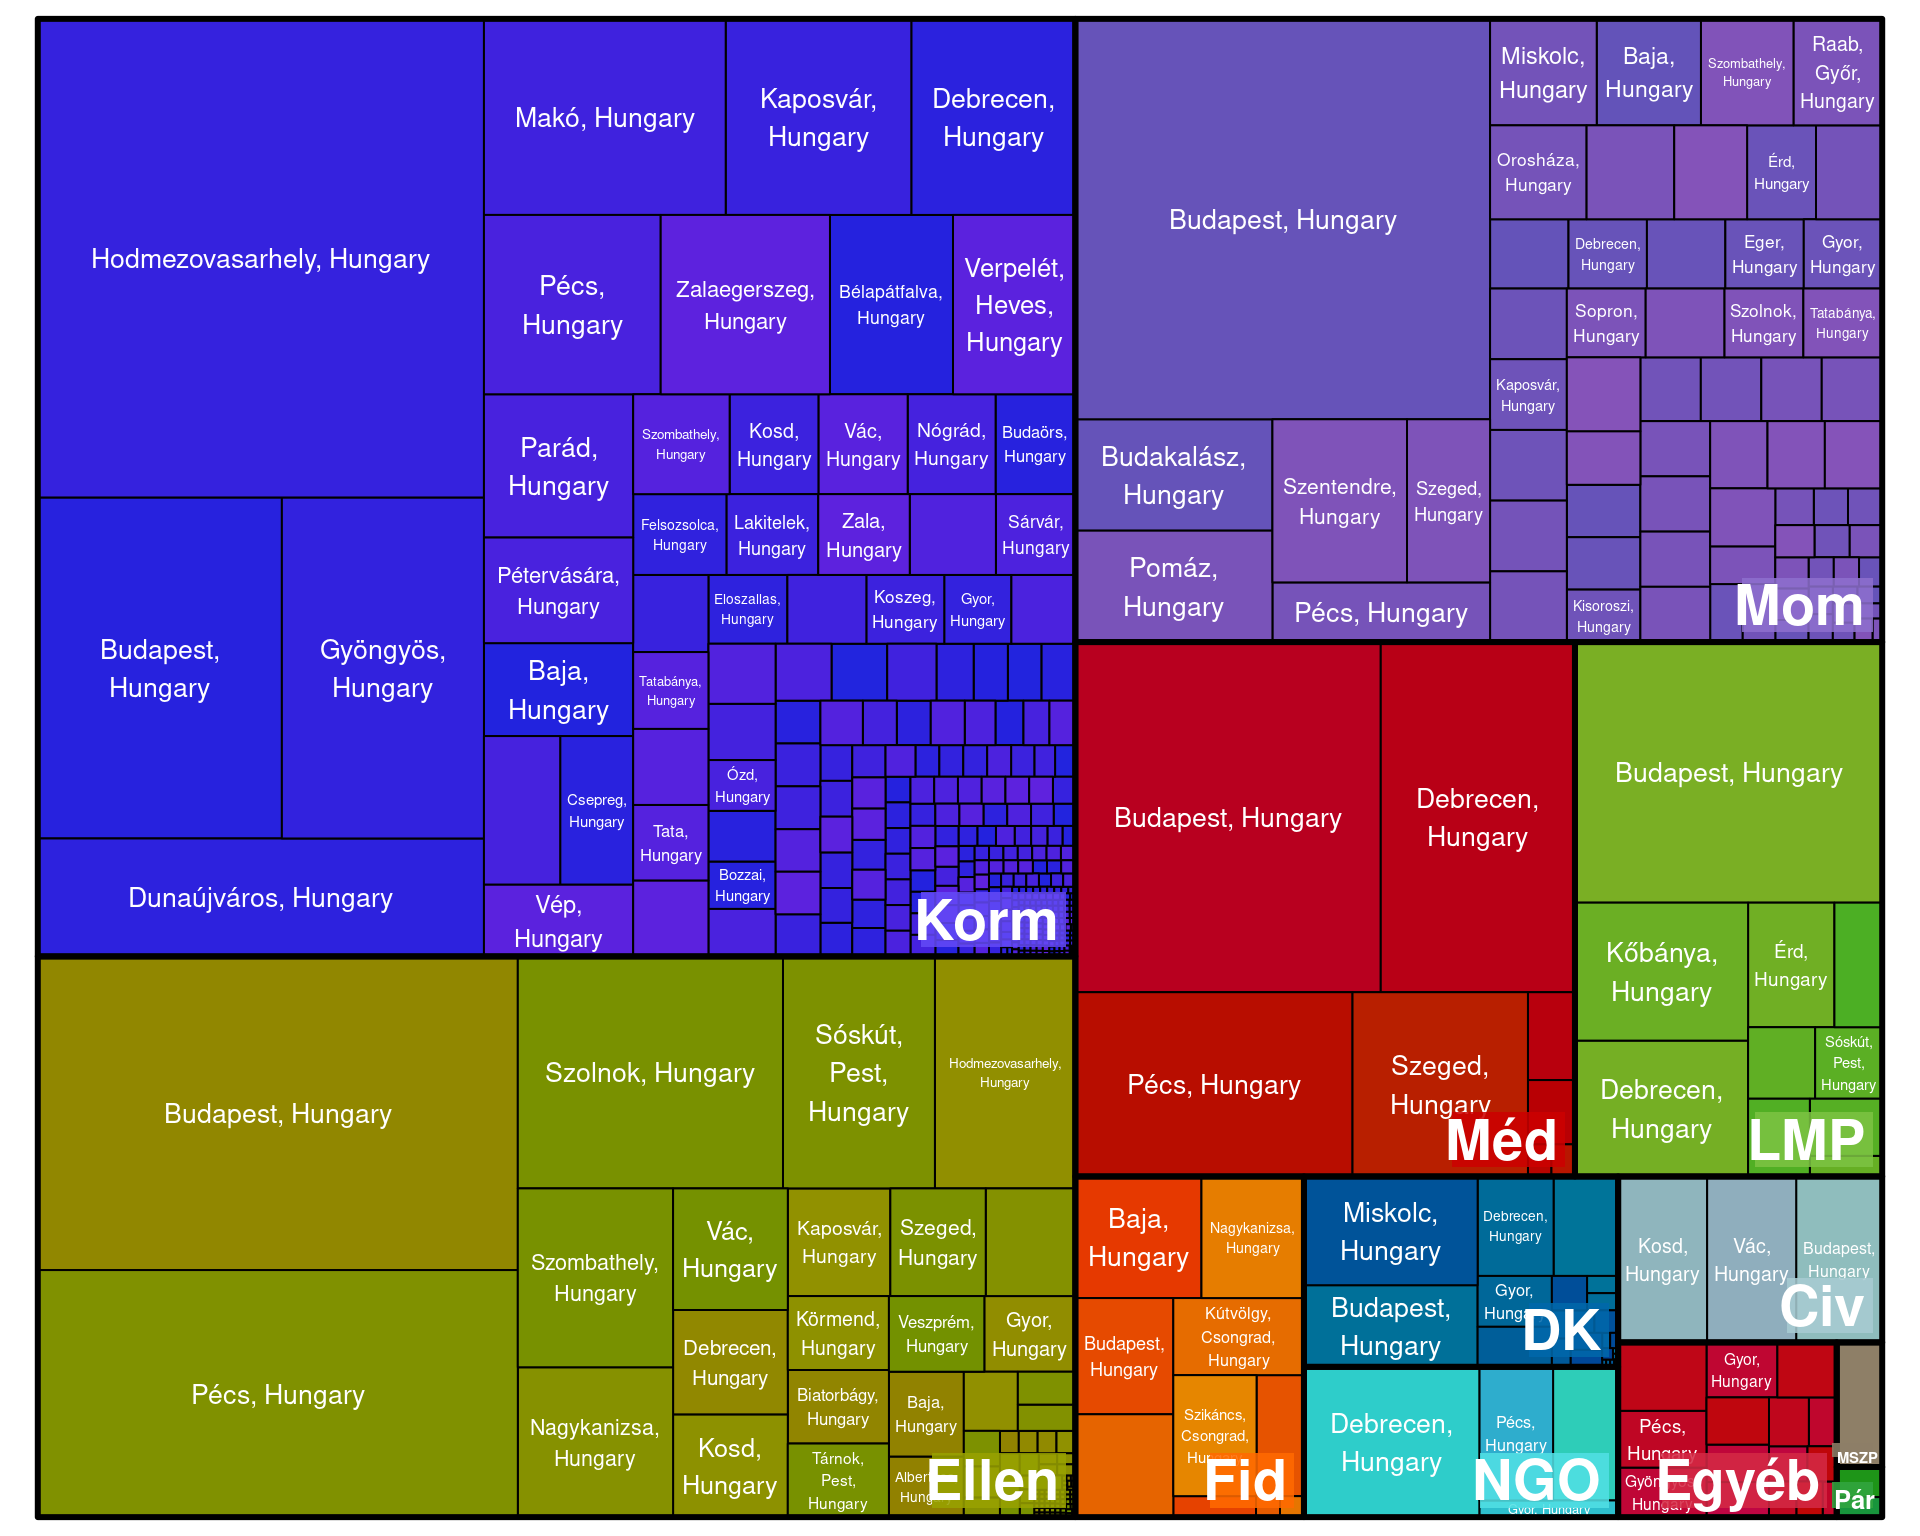 Hodmezovasarhely, Hungary
Makó, Hungary
Kaposvár,
Hungary
Debrecen,
Hungary
Pécs,
Hungary
Zalaegerszeg,
Hungary
Bélapátfalva,
Hungary
Verpelét,
Heves,
Hungary
Parád,
Hungary
Szombathely,
Hungary
Kosd,
Hungary
Vác,
Hungary
Nógrád,
Hungary
Budaörs,
Hungary
Felsozsolca,
Hungary
Lakitelek,
Hungary
Zala,
Hungary
Sárvár,
Hungary
Budapest,
Hungary
Gyöngyös,
Hungary
Pétervására,
Hungary
Eloszallas,
Hungary
Koszeg,
Hungary
Gyor,
Hungary
Baja,
Hungary
Tatabánya,
Hungary
Csepreg,
Hungary
Ózd,
Hungary
Tata,
Hungary
Bozzai,
Hungary
Dunaújváros, Hungary
Vép,
Hungary
Korm
Budapest, Hungary
Miskolc,
Hungary
Baja,
Hungary
Szombathely,
Hungary
Raab,
Győr,
Hungary
Orosháza,
Hungary
Érd,
Hungary
Debrecen,
Hungary
Eger,
Hungary
Gyor,
Hungary
Sopron,
Hungary
Szolnok,
Hungary
Tatabánya,
Hungary
Kaposvár,
Hungary
Budakalász,
Hungary
Szentendre,
Hungary
Szeged,
Hungary
Pomáz,
Hungary
Pécs, Hungary
Kisoroszi,
Hungary
Mom
Budapest, Hungary
Debrecen,
Hungary
Pécs, Hungary
Szeged,
Hungary
Méd
Budapest, Hungary
Kőbánya,
Hungary
Érd,
Hungary
Debrecen,
Hungary
Sóskút,
Pest,
Hungary
LMP
Budapest, Hungary
Szolnok, Hungary
Sóskút,
Pest,
Hungary
Hodmezovasarhely,
Hungary
Pécs, Hungary
Szombathely,
Hungary
Vác,
Hungary
Kaposvár,
Hungary
Szeged,
Hungary
Nagykanizsa,
Hungary
Debrecen,
Hungary
Körmend,
Hungary
Veszprém,
Hungary
Gyor,
Hungary
Kosd,
Hungary
Biatorbágy,
Hungary
Baja,
Hungary
Tárnok,
Pest,
Hungary
Albert
Hung
Ellen
Baja,
Hungary
Nagykanizsa,
Hungary
Budapest,
Hungary
Kútvölgy,
Csongrad,
Hungary
Szikáncs,
Csongrad,
Hu
Fid
Miskolc,
Hungary
Debrecen,
Hungary
Budapest,
Hungary
Gyor,
Hunga
DK
Debrecen,
Hungary
Pécs,
Hungary
Gyor, Hungary
NGO
Kosd,
Hungary
Vác,
Hungary
Budapest,
Hungary
Civ
Gyor,
Hungary
Pécs,
Hungary
Gyöngyös
Hungary
Egyéb
MSZP
Pár